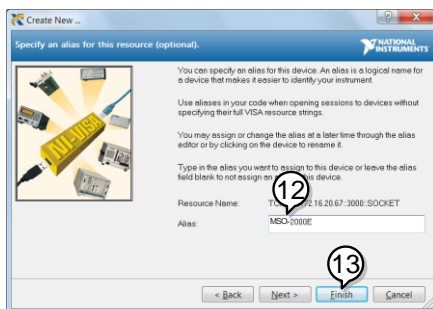 Create New ...
Specify an alias for this resource (optional).
NATIONAL
INSTRUMENTS
You can specify an alias for this device. An alias is a logical name for
a device that makes it easier to identify your instrument.
Use aliases in your code when opening sessions to devices without
specifying their full VISA resource strings.
You may assign or change the alias at a later time through the alias
editor or by clicking on the device to rename it.
Type in the alias you want to assign to this device or leave the alias
field blank to not assign an this device.
12
Resource Name: 2.16.20.67::3000::SOCKET
Alias: MSO-2000E
NI-VISA
13
< Back Next > Finish Cancel